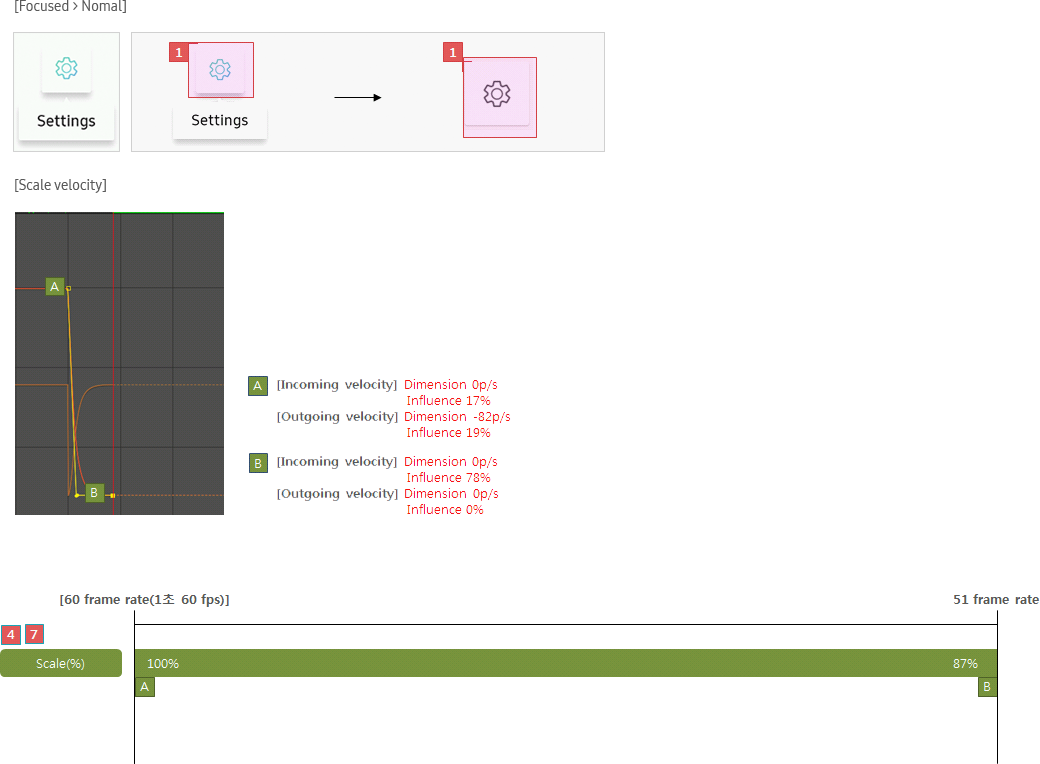 [Focused > Nomal]
1
1
Settings
Settings
[Scale velocity]
A
B
A [Incoming velocity] Dimension 0p/s
Influence 17%
[Outgoing velocity] Dimension -82p/s
Influence 19%
B [Incoming velocity] Dimension 0p/s
Influence 78%
[Outgoing velocity] Dimension 0p/s
Influence 0%
[60 frame rate(1초 60 fps)]
51 frame rate
4 7
Scale(%)
100%
87%
A
B